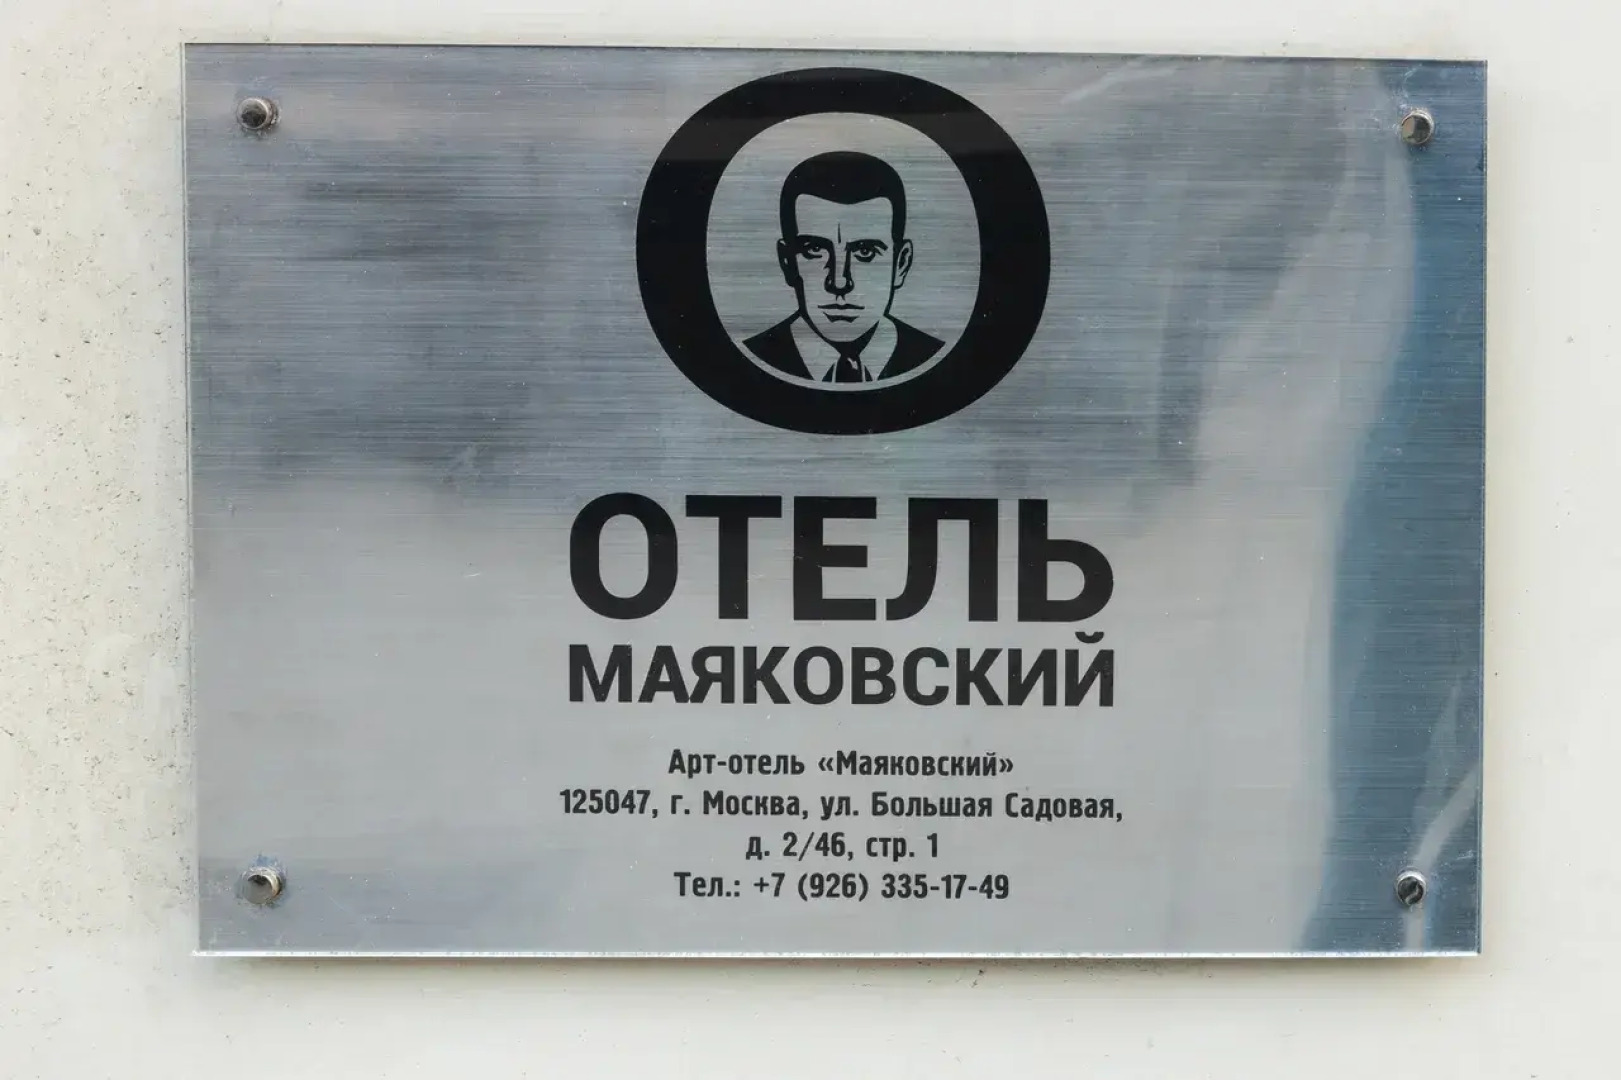 ОТЕЛЬ
МАЯКОВСКИЙ
Арт-отель «Маяковский»
125047, г. Москва, ул. Большая Садовая,
д. 2/46, стр. 1
Тел.: +7 (926) 335-17-49